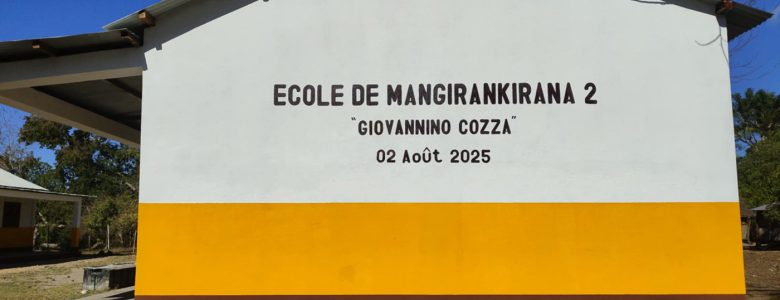 ECOLE DE MANGIRANKIRANA 2
"GIOVANNINO COZZA"
02 Août 2025